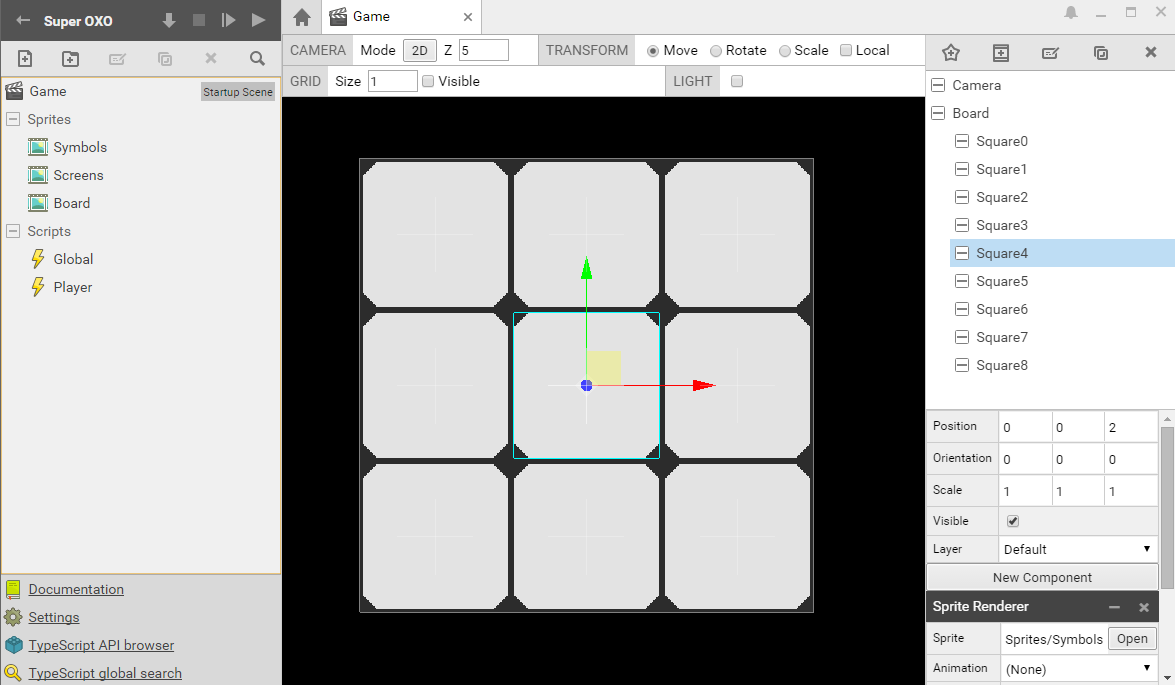 Super OXO
Game
CAMERA Mode 2D Z 5 TRANSFORM Move Rotate Scale Local
GRID Size 1 Visible LIGHT
Game Startup Scene
Sprites
Symbols
Screens
Board
Scripts
Global
Player
Documentation
Settings
TypeScript API browser
TypeScript global search
Camera
Board
Square0
Square1
Square2
Square3
Square4
Square5
Square6
Square7
Square8
Position 0 0 2
Orientation 0 0 0
Scale 1 1 1
Visible
Layer Default
New Component
Sprite Renderer
Sprite Sprites/Symbols Open
Animation (None)